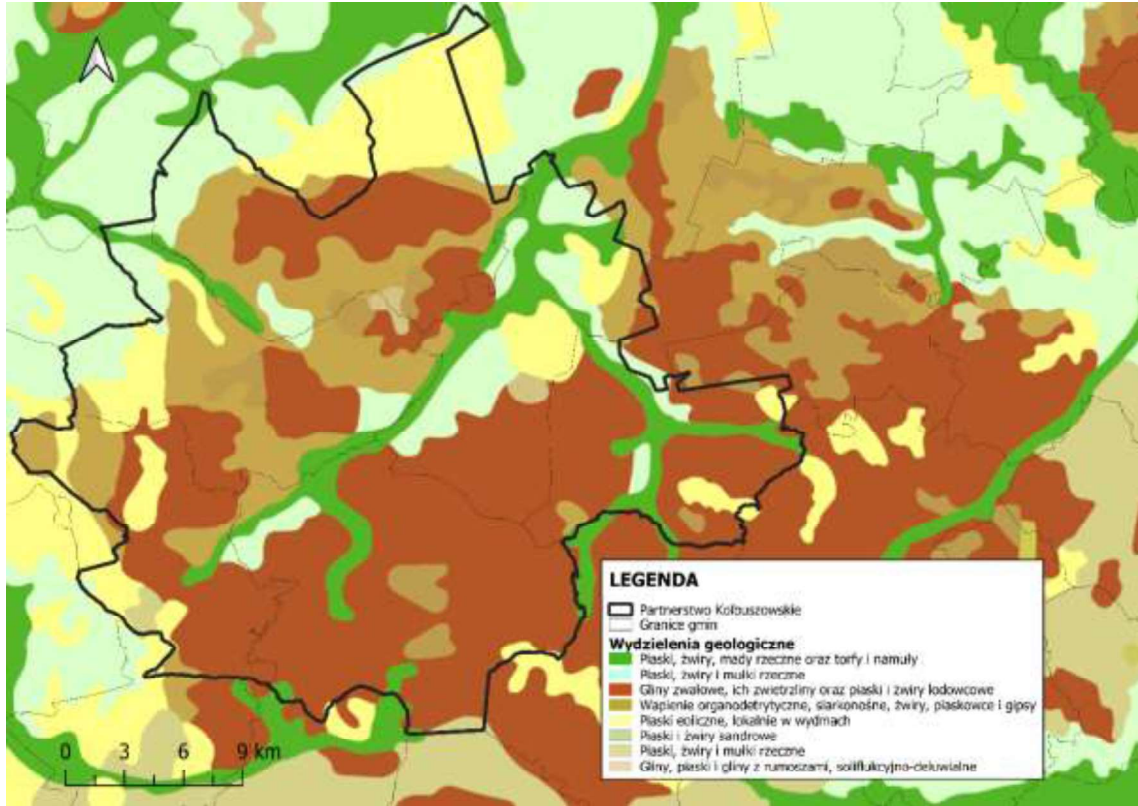 LEGENDA
Partnerstwo Kolbuszowskie
Granice gmin
Wydzielenia geologiczne
Piaski, żwiry, mady rzeczne oraz torfy i namuły
Piaski, żwiry i mułki rzeczne
Gliny zwałowe, ich zwietrzliny oraz piaski i żwiry lodowcowe
Wapienie organodetrytyczne, siarkonośne, żwiry, piaskowce i gipsy
Piaski eoliczne, lokalnie w wydmach
Piaski i żwiry sandrowe
Piaski, żwiry i mułki rzeczne
Gliny, piaski i gliny z rumoszami, soliflukcyjno-deluwialne
0 3 6 9 km